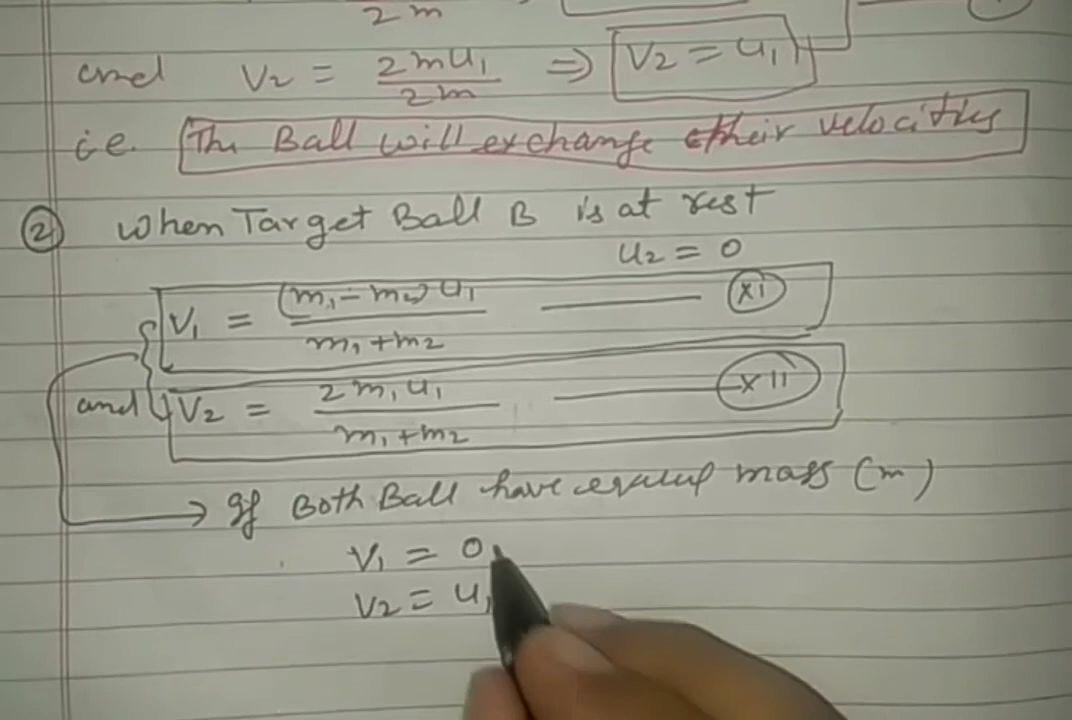 2m
and V₂ = 2mu₁ / 2m ⇒ V₂ = u₁
i.e. The Ball will exchange their velocities
② When Target Ball B is at rest
u₂ = 0
V₁ = (m₁ - m₂) u₁ / m₁ + m₂ —— (XI)
and V₂ = 2m₁u₁ / m₁ + m₂ —— (XII)
→ If Both Ball have equal mass (m)
V₁ = 0
V₂ = u₁